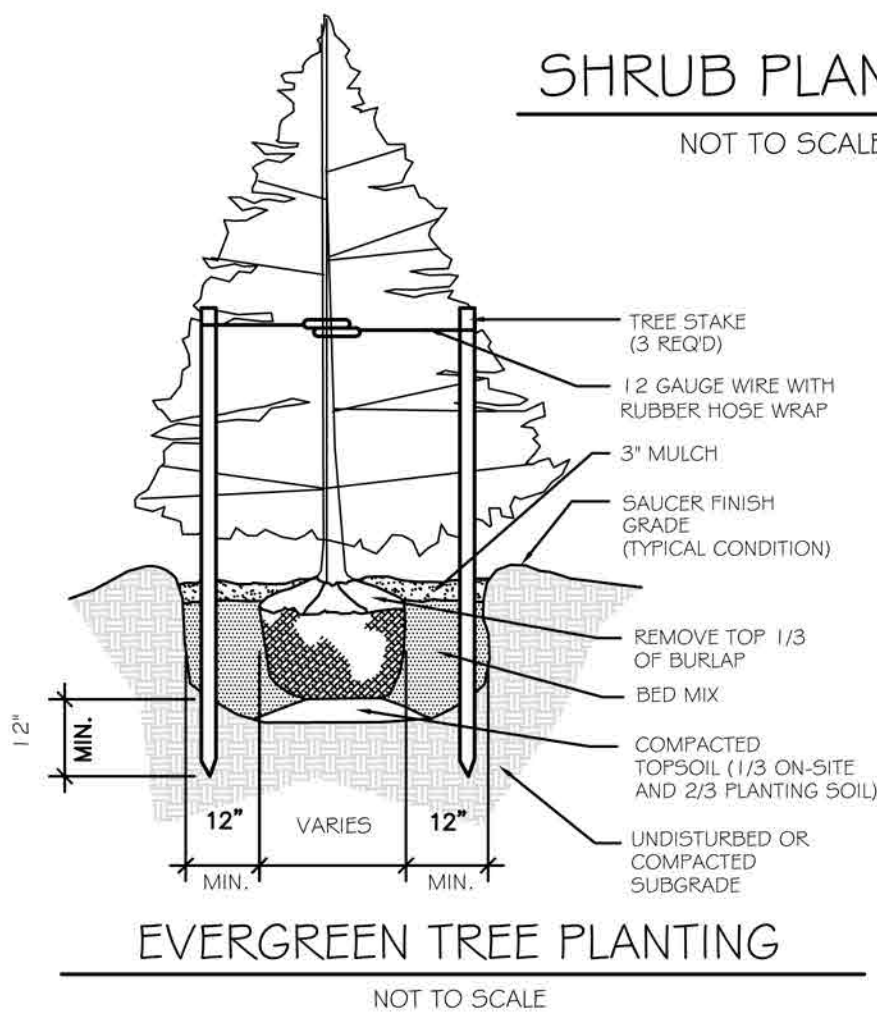 SHRUB PLAN
NOT TO SCALE
TREE STAKE
(3 REQ'D)
12 GAUGE WIRE WITH
RUBBER HOSE WRAP
3" MULCH
SAUCER FINISH
GRADE
(TYPICAL CONDITION)
REMOVE TOP 1/3
OF BURLAP
BED MIX
COMPACTED
TOPSOIL (1/3 ON-SITE
AND 2/3 PLANTING SOIL)
UNDISTURBED OR
COMPACTED
SUBGRADE
12"
MIN.
12"
VARIES
12"
MIN.
MIN.
EVERGREEN TREE PLANTING
NOT TO SCALE